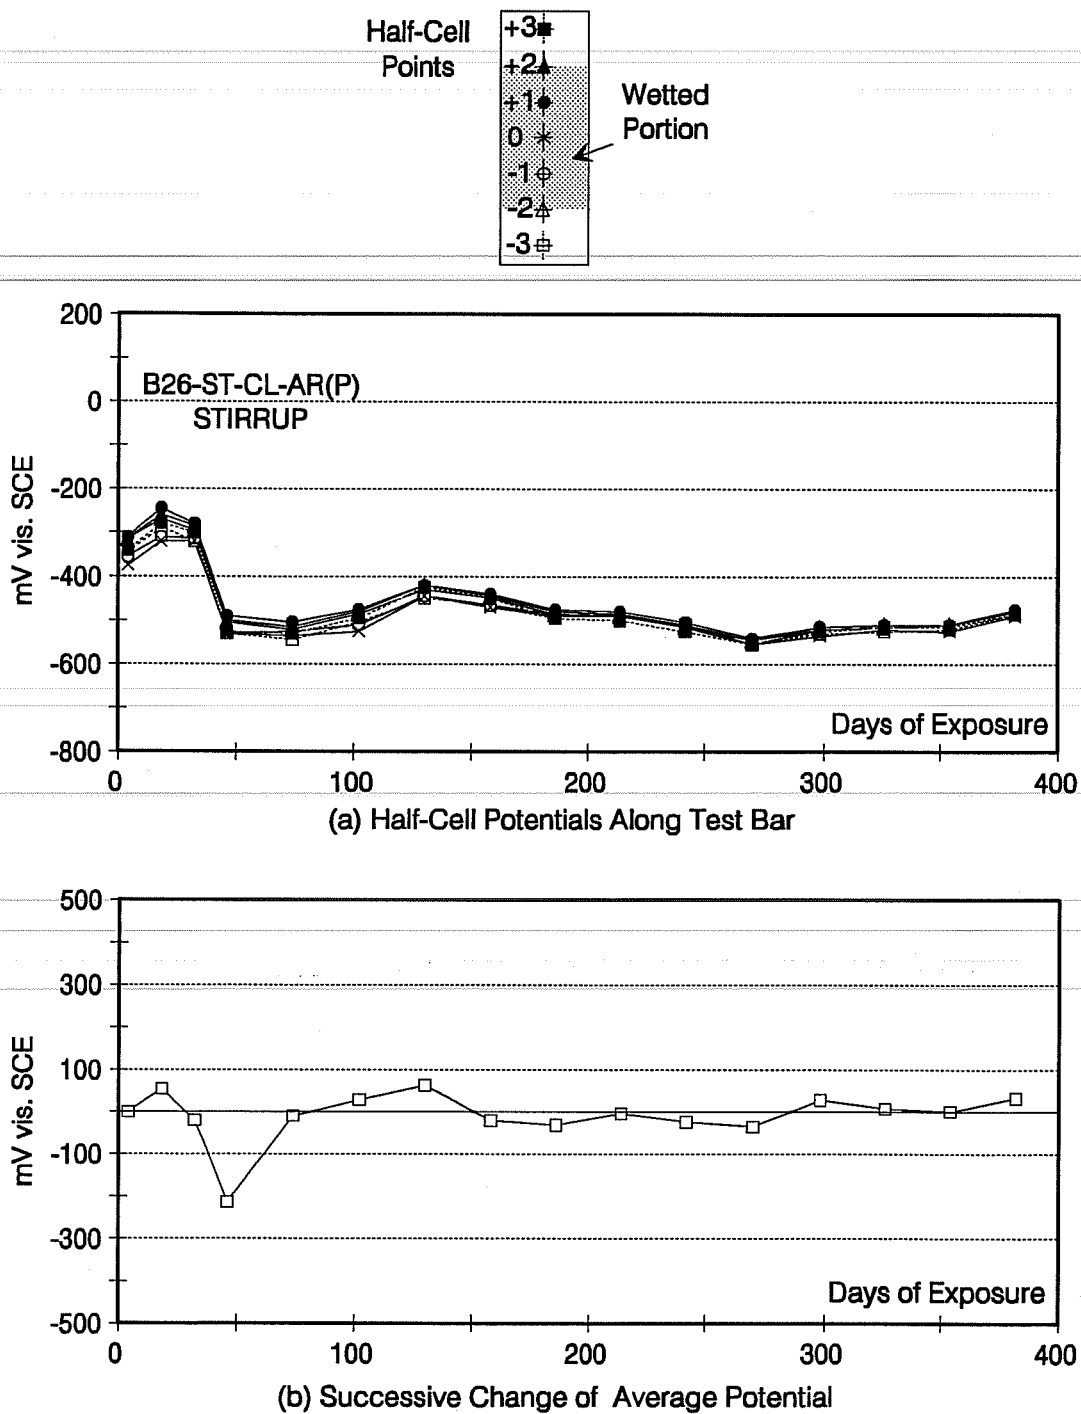 Half-Cell
Points
+3
+2
+1
0
-1
-2
-3
Wetted
Portion
200
0
-200
-400
-600
-800
mV vis. SCE
B26-ST-CL-AR(P)
STIRRUP
Days of Exposure
0 100 200 300 400
(a) Half-Cell Potentials Along Test Bar
500
300
100
-100
-300
-500
mV vis. SCE
Days of Exposure
0 100 200 300 400
(b) Successive Change of Average Potential